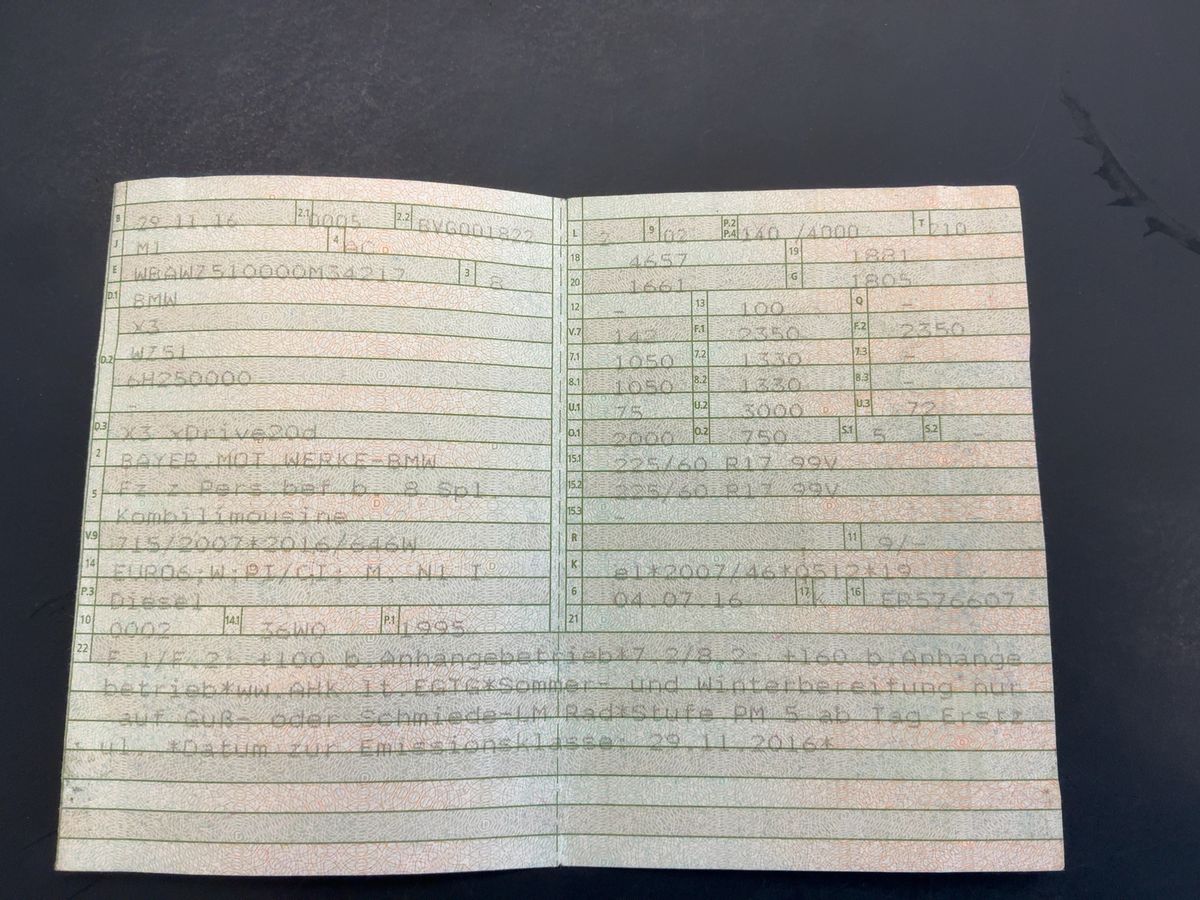 B 29.11.16 2.1 0005 2.2 BVG001822
J M1 4 AC
E WBAWZ510000M34217 3 8
D.1 BMW
X3
D.2 WZ51
6H250000
-
D.3 X3 xDrive20d
2 BAYER.MOT.WERKE-BMW
5 Fz.z.Pers.bef.b. 8 Spl.
Kombilimousine
V.9 715/2007*2016/646W
14 EURO6;W;PI/CI; M, N1 I
P.3 Diesel
10 0002 14.1 36W0 P.1 1995
L 2 9 02 P.2 P.4 140 /4000 T 210
18 4657 19 1881
20 1661 G 1805
12 - 13 100 Q -
V.7 142 F.1 2350 F.2 2350
7.1 1050 7.2 1330 7.3 -
8.1 1050 8.2 1330 8.3 -
U.1 75 U.2 3000 U.3 72
O.1 2000 O.2 750 S.1 5 S.2 -
15.1 225/60 R17 99V
15.2 225/60 R17 99V
15.3 -
R 11 9/-
K e1*2007/46*0512*19
6 04.07.16 17 K 16 ER576607
21
22 F.1/F.2: +100 b.Anhängebetrieb*7.2/8.2: +160 b.Anhänge
betrieb*ww.AHK lt.EGTG*Sommer- und Winterbereifung nur
auf Guß- oder Schmiede-LM Rad*Stufe PM 5 ab Tag Erstz
ul. *Datum zur Emissionsklasse: 29.11.2016*